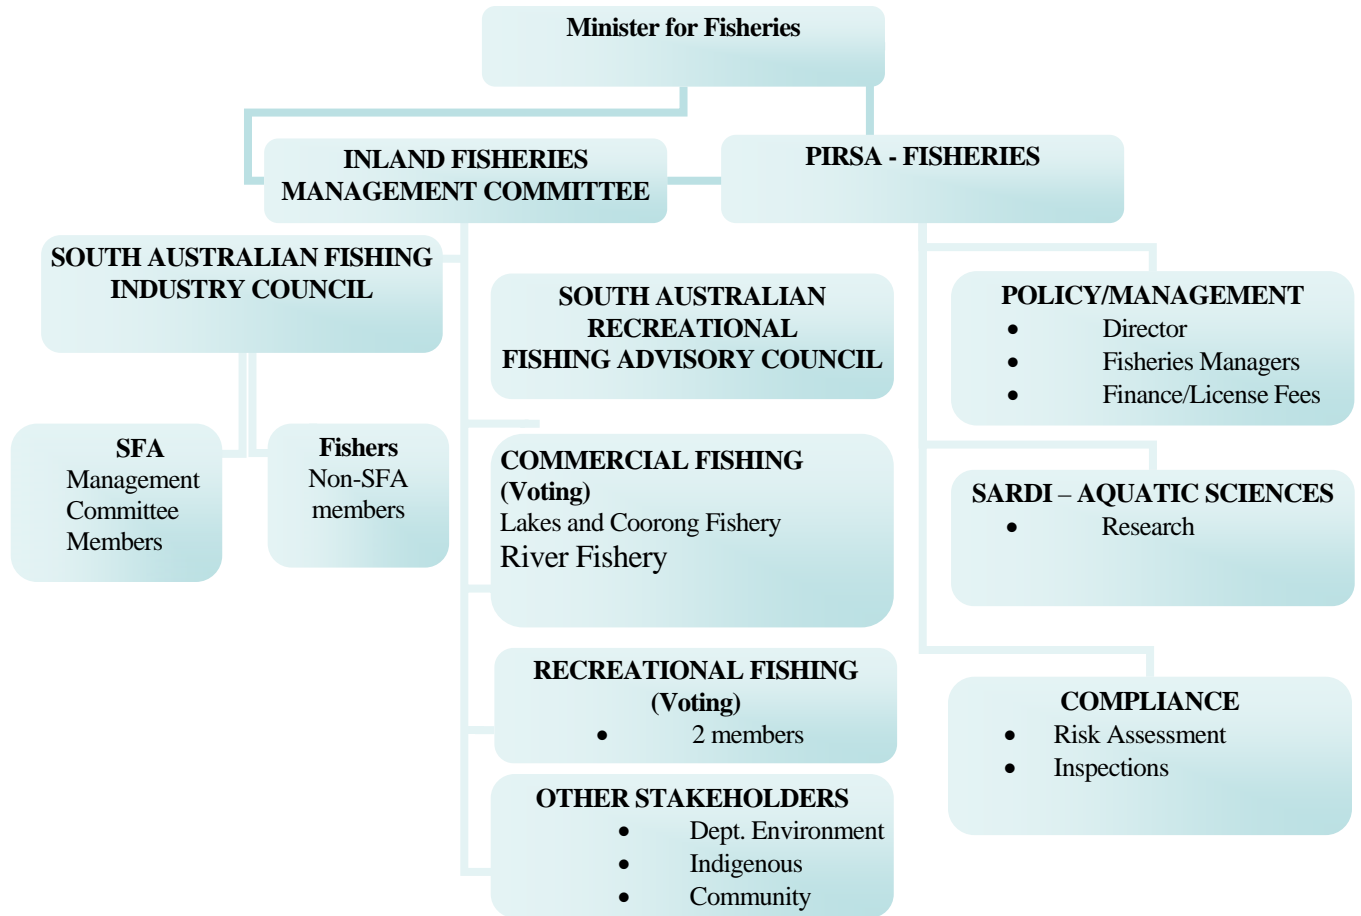 Minister for Fisheries
INLAND FISHERIES
MANAGEMENT COMMITTEE
PIRSA - FISHERIES
SOUTH AUSTRALIAN FISHING
INDUSTRY COUNCIL
SOUTH AUSTRALIAN
RECREATIONAL
FISHING ADVISORY COUNCIL
POLICY/MANAGEMENT
• Director
• Fisheries Managers
• Finance/License Fees
SFA
Management
Committee
Members
Fishers
Non-SFA
members
COMMERCIAL FISHING
(Voting)
Lakes and Coorong Fishery
River Fishery
SARDI – AQUATIC SCIENCES
• Research
RECREATIONAL FISHING
(Voting)
• 2 members
COMPLIANCE
• Risk Assessment
• Inspections
OTHER STAKEHOLDERS
• Dept. Environment
• Indigenous
• Community